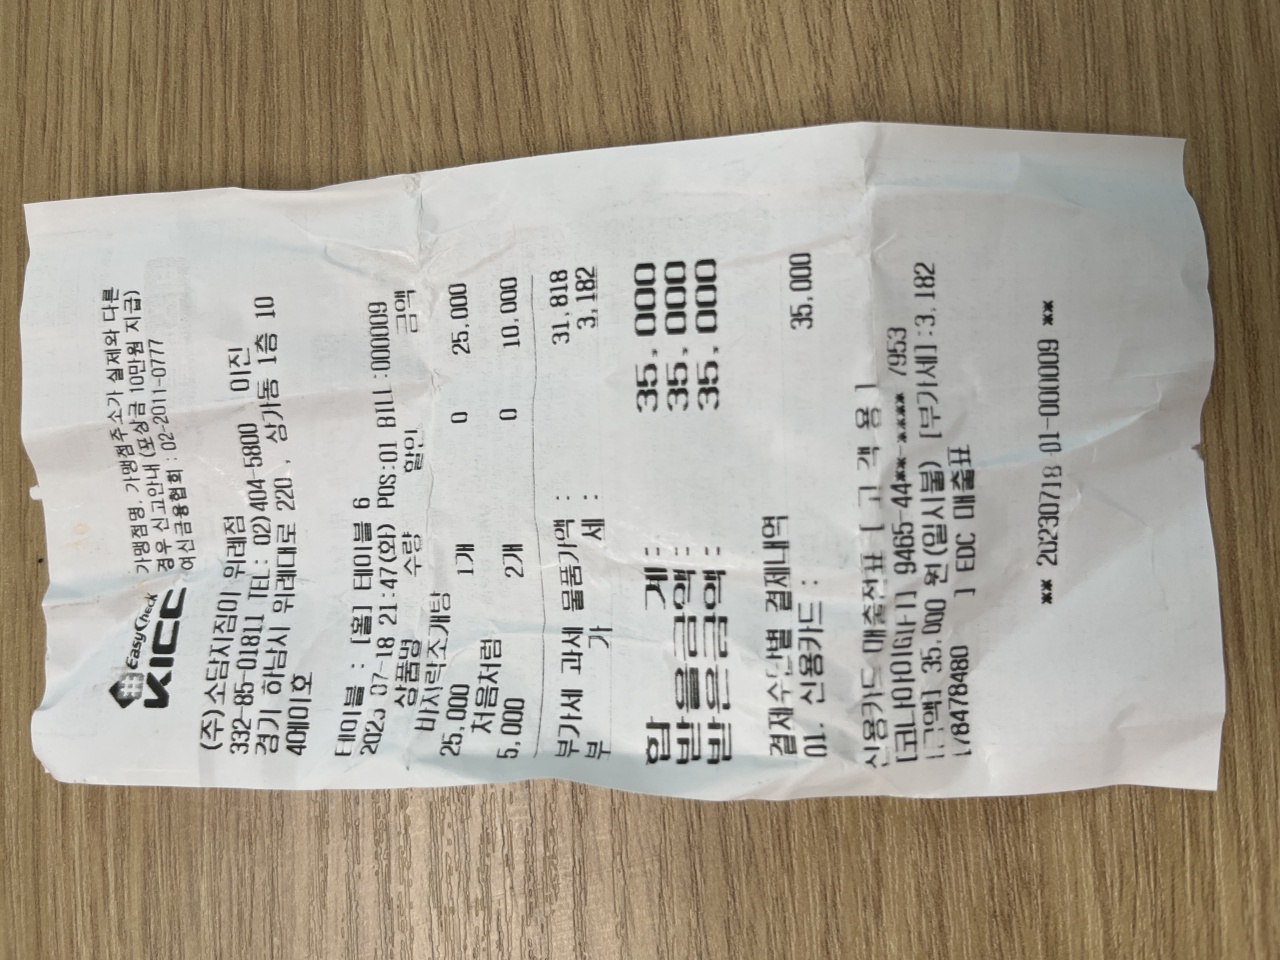 EasyCheck
KICC
가맹점명, 가맹점주소가 실제와 다른
경우 신고안내 (포상금 10만원 지급)
여신금융협회 : 02-2011-0777
(주)소담지짐이 위례점
332-85-01811 TEL: 02)404-5800 이진
경기 하남시 위례대로 220, 상가동 1층 10
4에이호
테이블 : [홀] 테이블 6
2023 07-18 21:47(화) POS:01 BILL:000009
상품명 수량 할인 금액
바지락조개탕
25,000 1개 0 25,000
처음처럼
5,000 2개 0 10,000
부가세 과세 물품가액 : 31,818
부 가 세 : 3,182
합 계 : 35,000
받을금액 : 35,000
받은금액 : 35,000
결제수단별 결제내역
01. 신용카드 : 35,000
신용카드 매출전표 [ 고 객 용 ]
[코나아이(GIFT] 9465-44**-**** 7953
[금액] 35,000 원(일시불) [부가세]:3,182
[78478480 ] EDC 매출표
** 20230718-01-000009 **